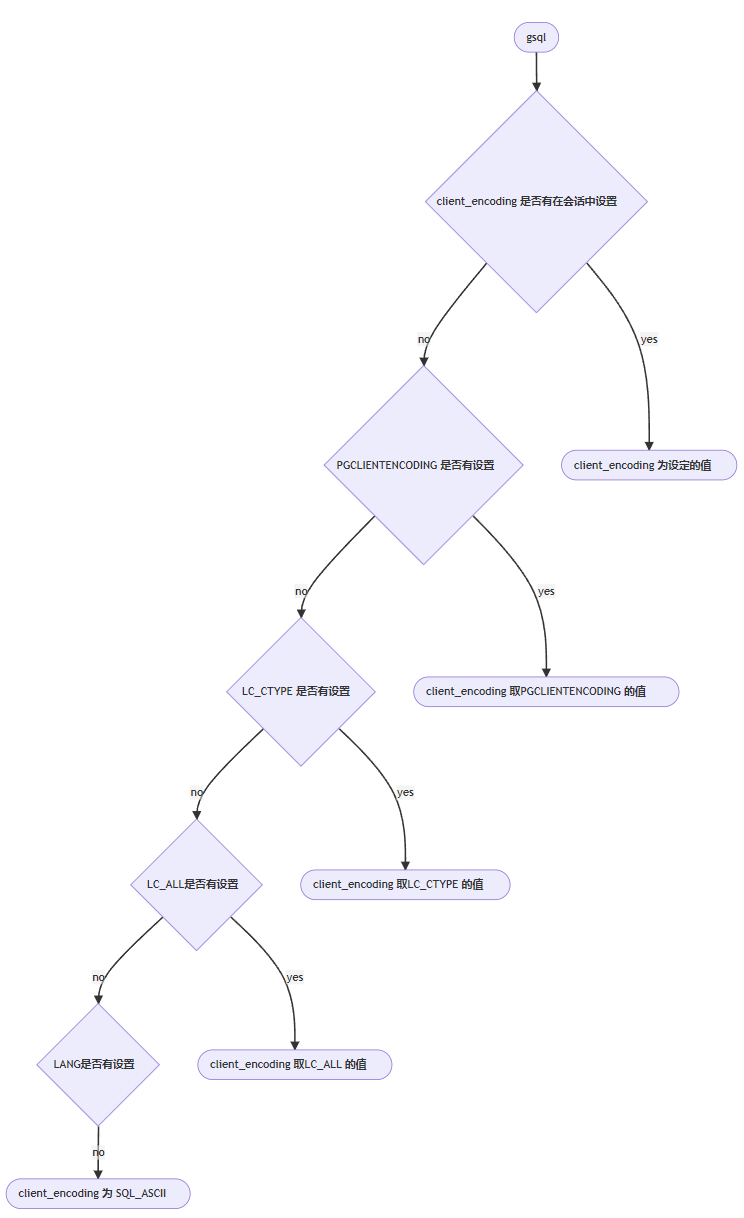 gsql
client_encoding 是否有在会话中设置
no
yes
PGCLIENTENCODING 是否有设置
client_encoding 为设定的值
no
yes
LC_CTYPE 是否有设置
client_encoding 取PGCLIENTENCODING 的值
no
yes
LC_ALL是否有设置
client_encoding 取LC_CTYPE 的值
no
yes
LANG是否有设置
client_encoding 取LC_ALL 的值
no
client_encoding 为 SQL_ASCII